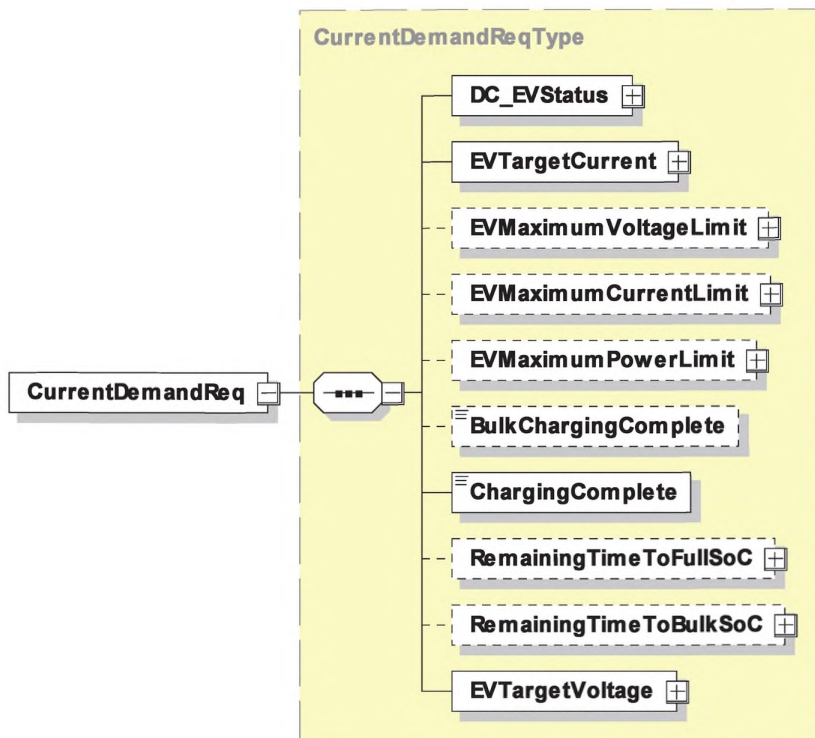 CurrentDemandReqType
DC_EVStatus
EVTargetCurrent
EVMaximumVoltageLimit
EVMaximumCurrentLimit
EVMaximumPowerLimit
CurrentDemandReq
BulkChargingComplete
ChargingComplete
RemainingTimeToFullSoC
RemainingTimeToBulkSoC
EVTargetVoltage